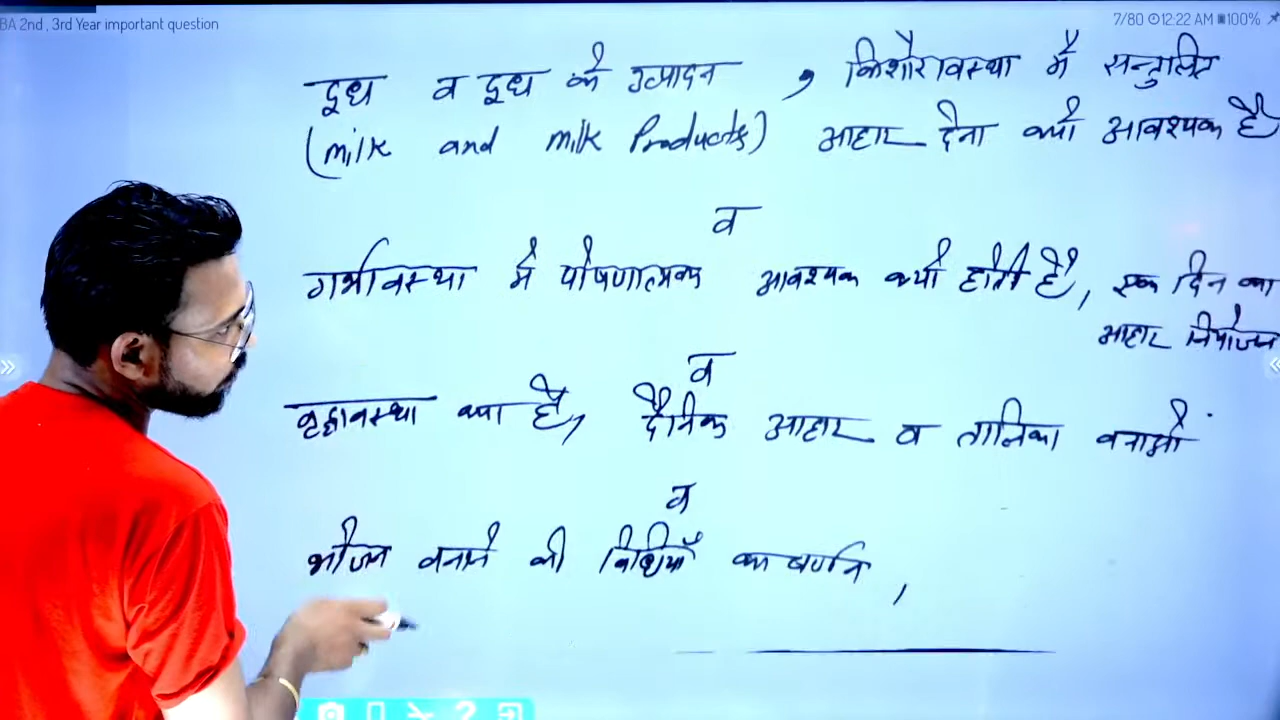 BA 2nd , 3rd Year important question
7/80 12:22 AM 100%
दूध व दूध के उत्पादन , किशौरावस्था में सन्तुलित
(milk and milk Products) आहार देना क्यों आवश्यक है
व
गर्भावस्था में पोषणात्मक आवश्यक क्यों होती है, एक दिन का
आहार नियोजन
व
वृद्धावस्था क्या है, दैनिक आहार व तालिका बनाओ
व
भोजन बनाने की विधियाँ का वर्णन ,